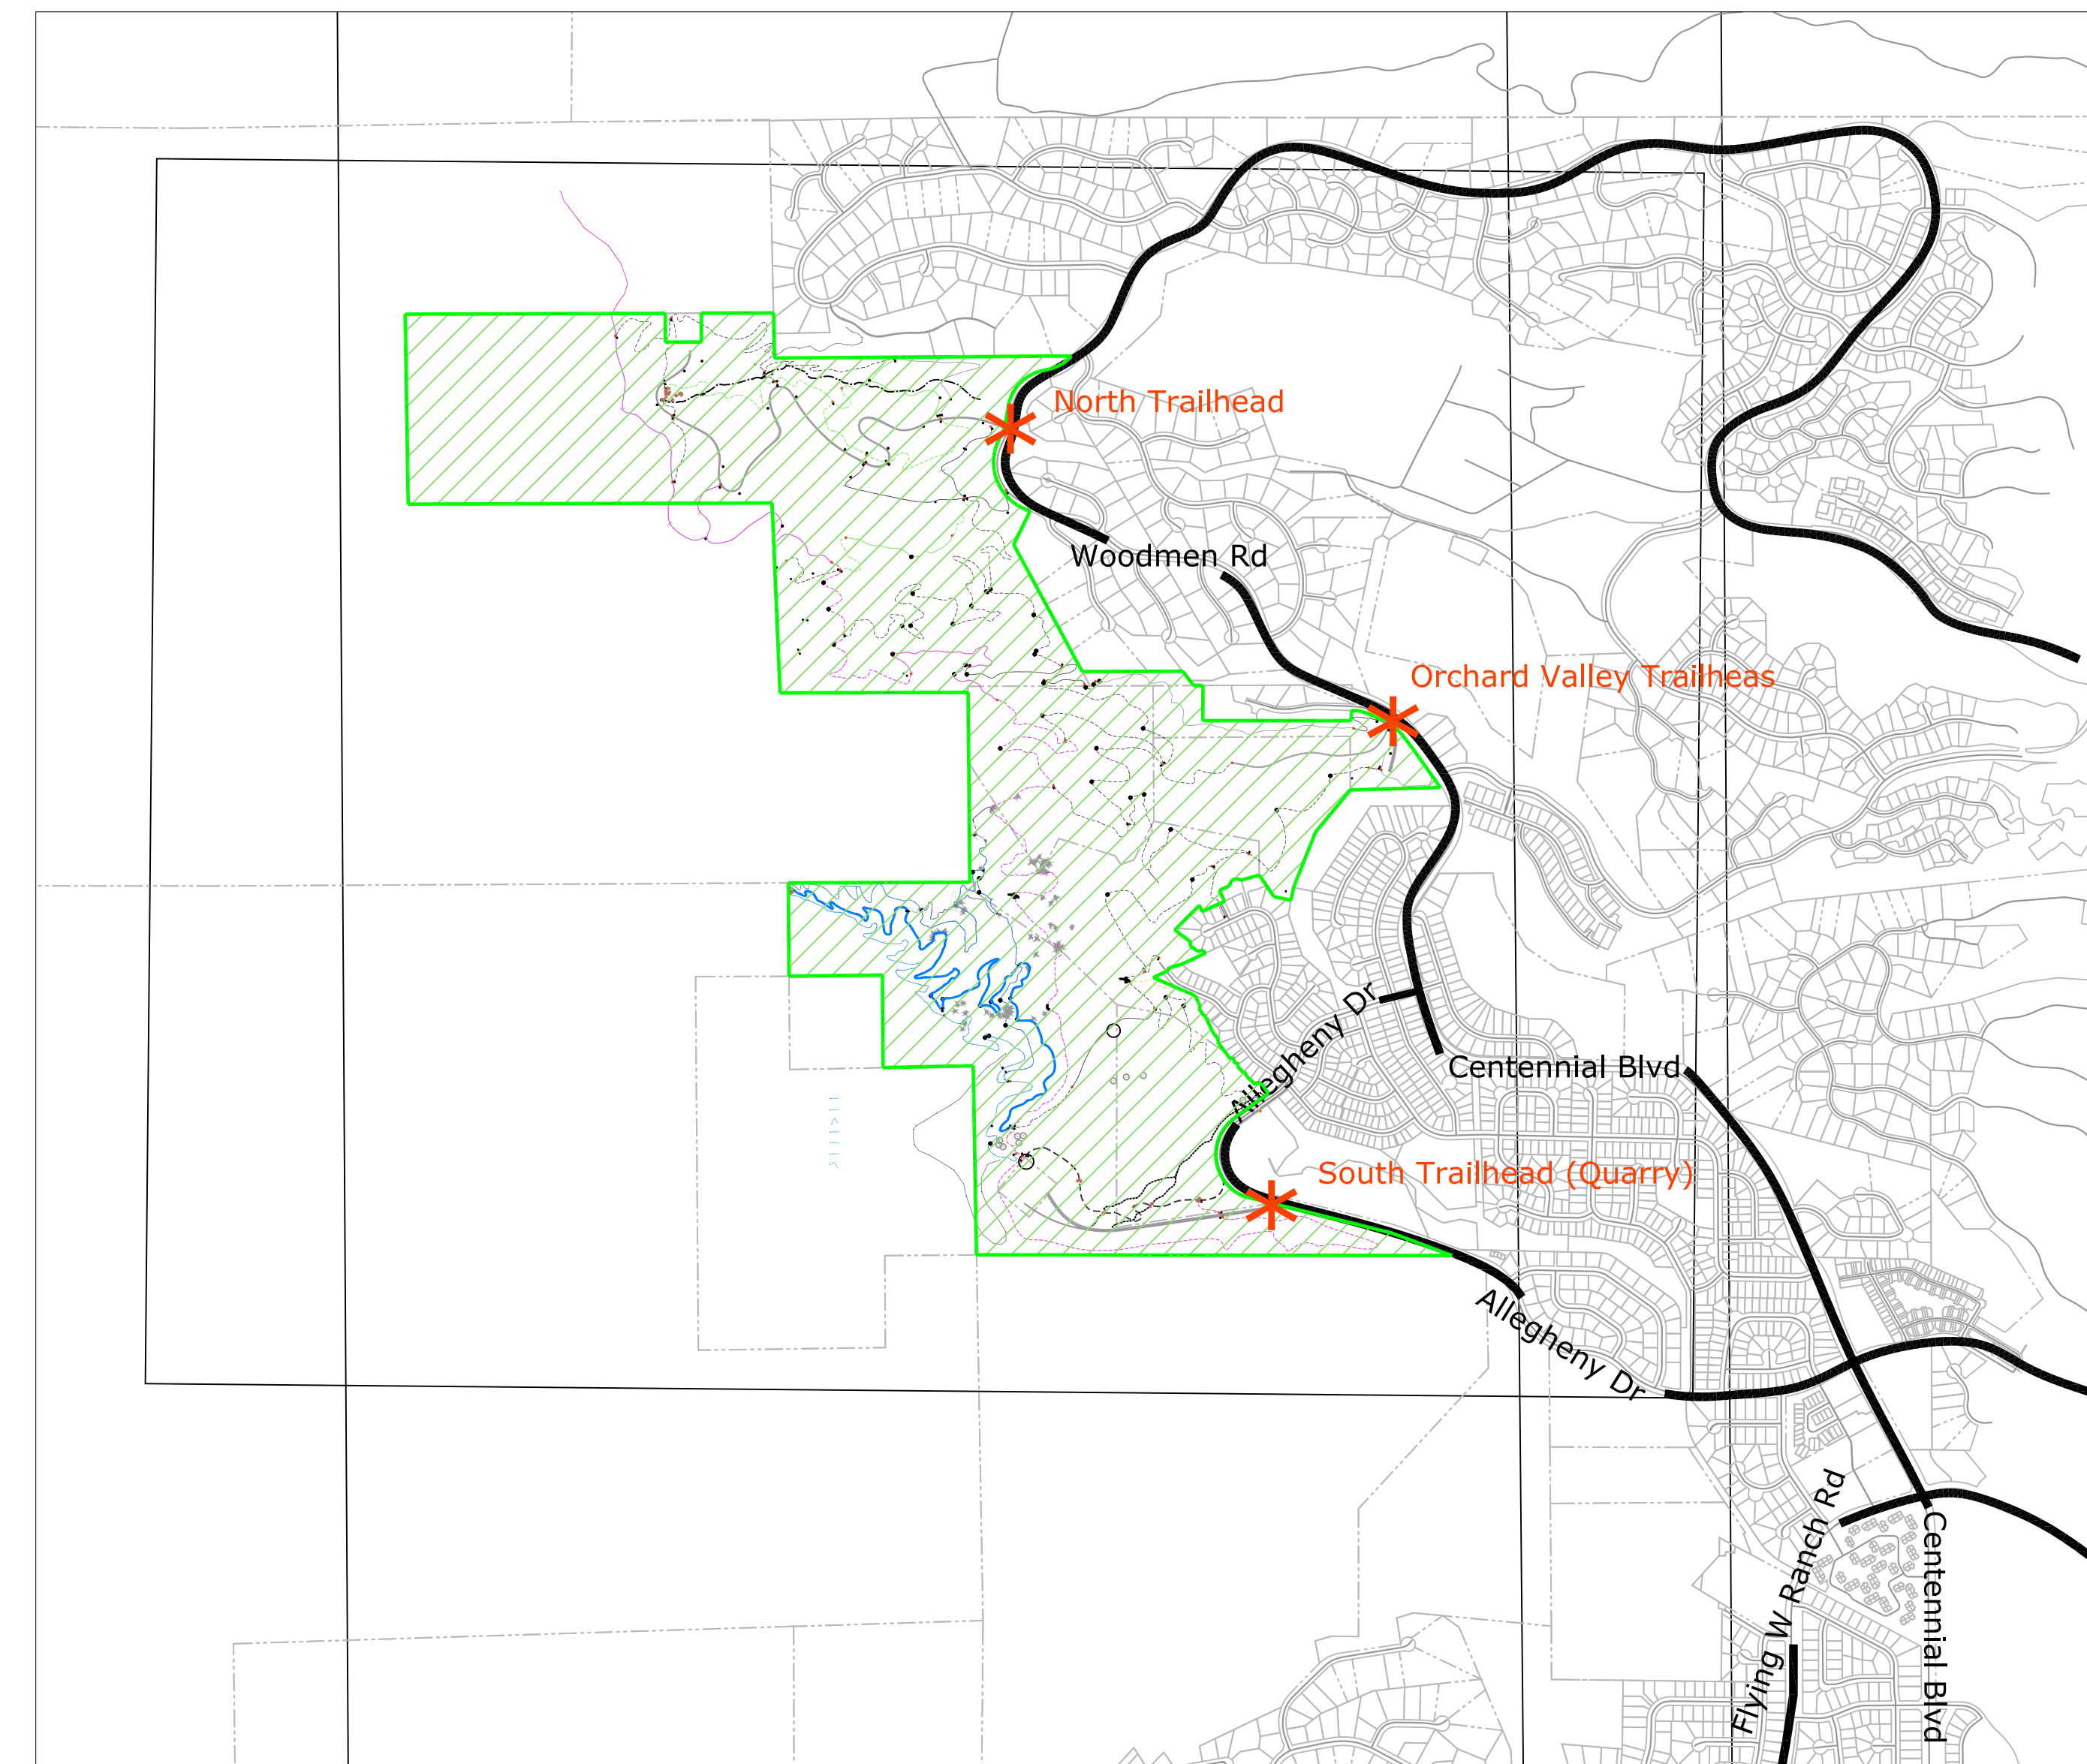 North Trailhead
Woodmen Rd
Orchard Valley Trailheas
Allegheny Dr
Centennial Blvd
South Trailhead (Quarry)
Allegheny Dr
Flying W Ranch Rd
Centennial Blvd